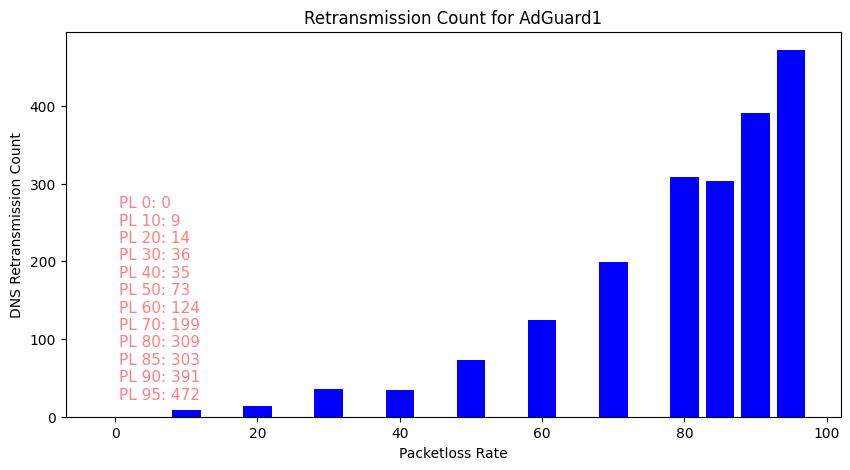 Retransmission Count for AdGuard1
DNS Retransmission Count
400
300
200
100
0
PL 0: 0
PL 10: 9
PL 20: 14
PL 30: 36
PL 40: 35
PL 50: 73
PL 60: 124
PL 70: 199
PL 80: 309
PL 85: 303
PL 90: 391
PL 95: 472
0 20 40 60 80 100
Packetloss Rate